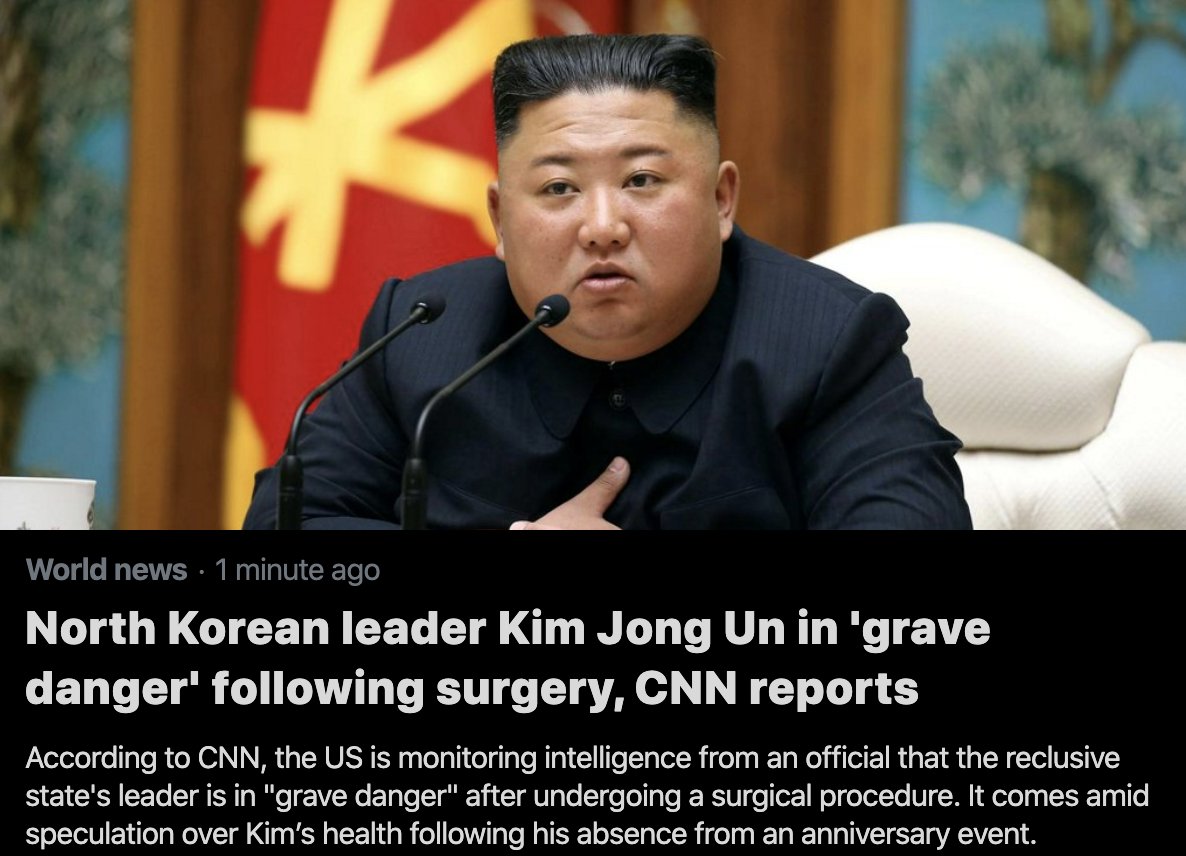 World news · 1 minute ago
North Korean leader Kim Jong Un in 'grave
danger' following surgery, CNN reports
According to CNN, the US is monitoring intelligence from an official that the reclusive
state's leader is in "grave danger" after undergoing a surgical procedure. It comes amid
speculation over Kim’s health following his absence from an anniversary event.